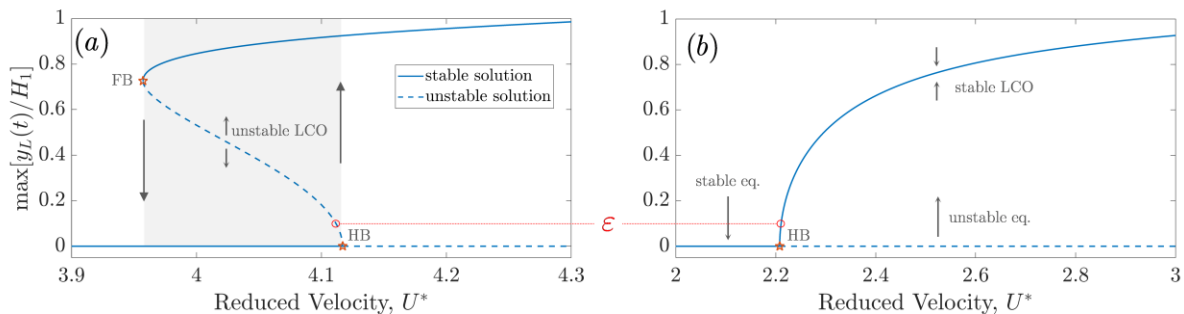 (a)
max[y_L(t)/H_1]
1
0.8
0.6
0.4
0.2
0
FB
stable solution
unstable solution
unstable LCO
HB
3.9
4
4.1
4.2
4.3
Reduced Velocity, U*
ε
(b)
1
0.8
0.6
0.4
0.2
0
stable LCO
stable eq.
unstable eq.
HB
2
2.2
2.4
2.6
2.8
3
Reduced Velocity, U*